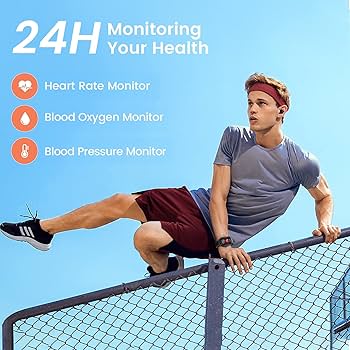 24H Monitoring
Your Health
Heart Rate Monitor
Blood Oxygen Monitor
Blood Pressure Monitor